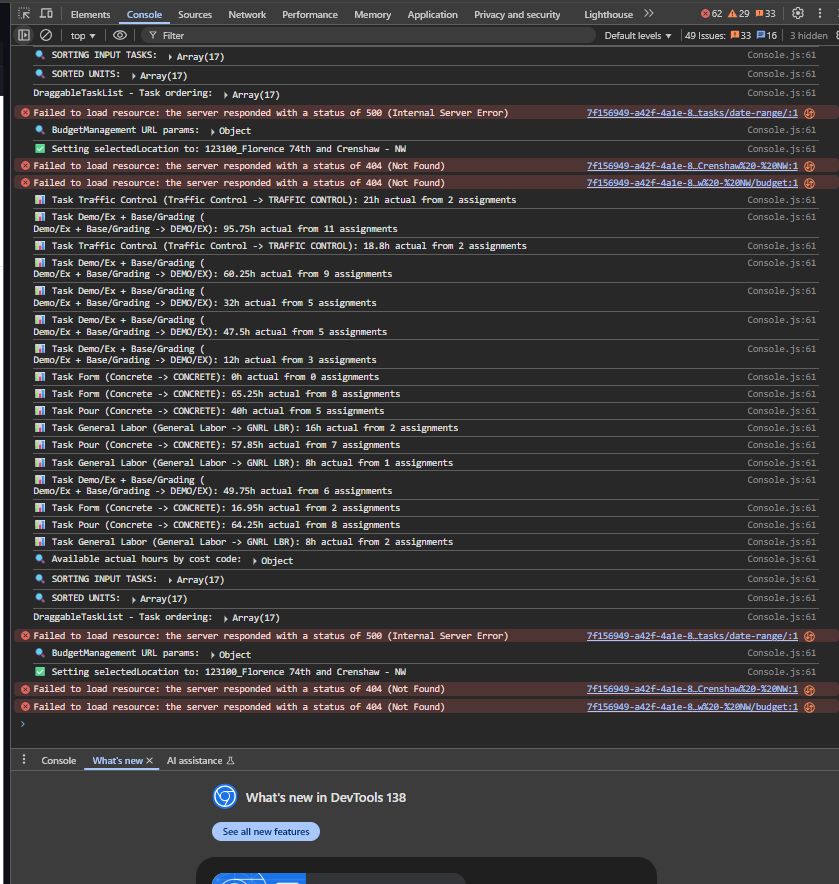 Elements Console Sources Network Performance Memory Application Privacy and security Lighthouse 62 29 33
top Filter Default levels 49 Issues: 33 16 3 hidden
SORTING INPUT TASKS: Array(17) Console.js:61
SORTED UNITS: Array(17) Console.js:61
DraggableTaskList - Task ordering: Array(17) Console.js:61
Failed to load resource: the server responded with a status of 500 (Internal Server Error) 7f156949-a42f-4a1e-8…tasks/date-range/:1
BudgetManagement URL params: Object Console.js:61
Setting selectedLocation to: 123100_Florence 74th and Crenshaw - NW Console.js:61
Failed to load resource: the server responded with a status of 404 (Not Found) 7f156949-a42f-4a1e-8…Crenshaw%20-%20NW:1
Failed to load resource: the server responded with a status of 404 (Not Found) 7f156949-a42f-4a1e-8…w%20-%20NW/budget:1
Task Traffic Control (Traffic Control -> TRAFFIC CONTROL): 21h actual from 2 assignments Console.js:61
Task Demo/Ex + Base/Grading ( Console.js:61
Demo/Ex + Base/Grading -> DEMO/EX): 95.75h actual from 11 assignments
Task Traffic Control (Traffic Control -> TRAFFIC CONTROL): 18.8h actual from 2 assignments Console.js:61
Task Demo/Ex + Base/Grading ( Console.js:61
Demo/Ex + Base/Grading -> DEMO/EX): 60.25h actual from 9 assignments
Task Demo/Ex + Base/Grading ( Console.js:61
Demo/Ex + Base/Grading -> DEMO/EX): 32h actual from 5 assignments
Task Demo/Ex + Base/Grading ( Console.js:61
Demo/Ex + Base/Grading -> DEMO/EX): 47.5h actual from 5 assignments
Task Demo/Ex + Base/Grading ( Console.js:61
Demo/Ex + Base/Grading -> DEMO/EX): 12h actual from 3 assignments
Task Form (Concrete -> CONCRETE): 0h actual from 0 assignments Console.js:61
Task Form (Concrete -> CONCRETE): 65.25h actual from 8 assignments Console.js:61
Task Pour (Concrete -> CONCRETE): 40h actual from 5 assignments Console.js:61
Task General Labor (General Labor -> GNRL LBR): 16h actual from 2 assignments Console.js:61
Task Pour (Concrete -> CONCRETE): 57.85h actual from 7 assignments Console.js:61
Task General Labor (General Labor -> GNRL LBR): 8h actual from 1 assignments Console.js:61
Task Demo/Ex + Base/Grading ( Console.js:61
Demo/Ex + Base/Grading -> DEMO/EX): 49.75h actual from 6 assignments
Task Form (Concrete -> CONCRETE): 16.95h actual from 2 assignments Console.js:61
Task Pour (Concrete -> CONCRETE): 64.25h actual from 8 assignments Console.js:61
Task General Labor (General Labor -> GNRL LBR): 8h actual from 2 assignments Console.js:61
Available actual hours by cost code: Object Console.js:61
SORTING INPUT TASKS: Array(17) Console.js:61
SORTED UNITS: Array(17) Console.js:61
DraggableTaskList - Task ordering: Array(17) Console.js:61
Failed to load resource: the server responded with a status of 500 (Internal Server Error) 7f156949-a42f-4a1e-8…tasks/date-range/:1
BudgetManagement URL params: Object Console.js:61
Setting selectedLocation to: 123100_Florence 74th and Crenshaw - NW Console.js:61
Failed to load resource: the server responded with a status of 404 (Not Found) 7f156949-a42f-4a1e-8…Crenshaw%20-%20NW:1
Failed to load resource: the server responded with a status of 404 (Not Found) 7f156949-a42f-4a1e-8…w%20-%20NW/budget:1
Console What's new AI assistance
What's new in DevTools 138
See all new features